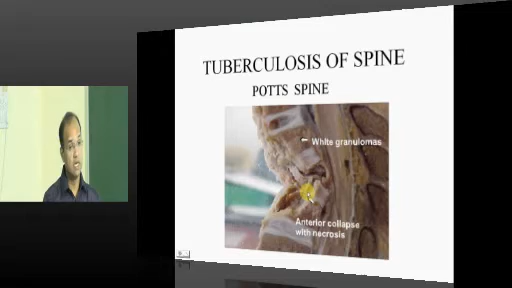 TUBERCULOSIS OF SPINE
POTTS SPINE
White granulomas
Anterior collapse
with necrosis